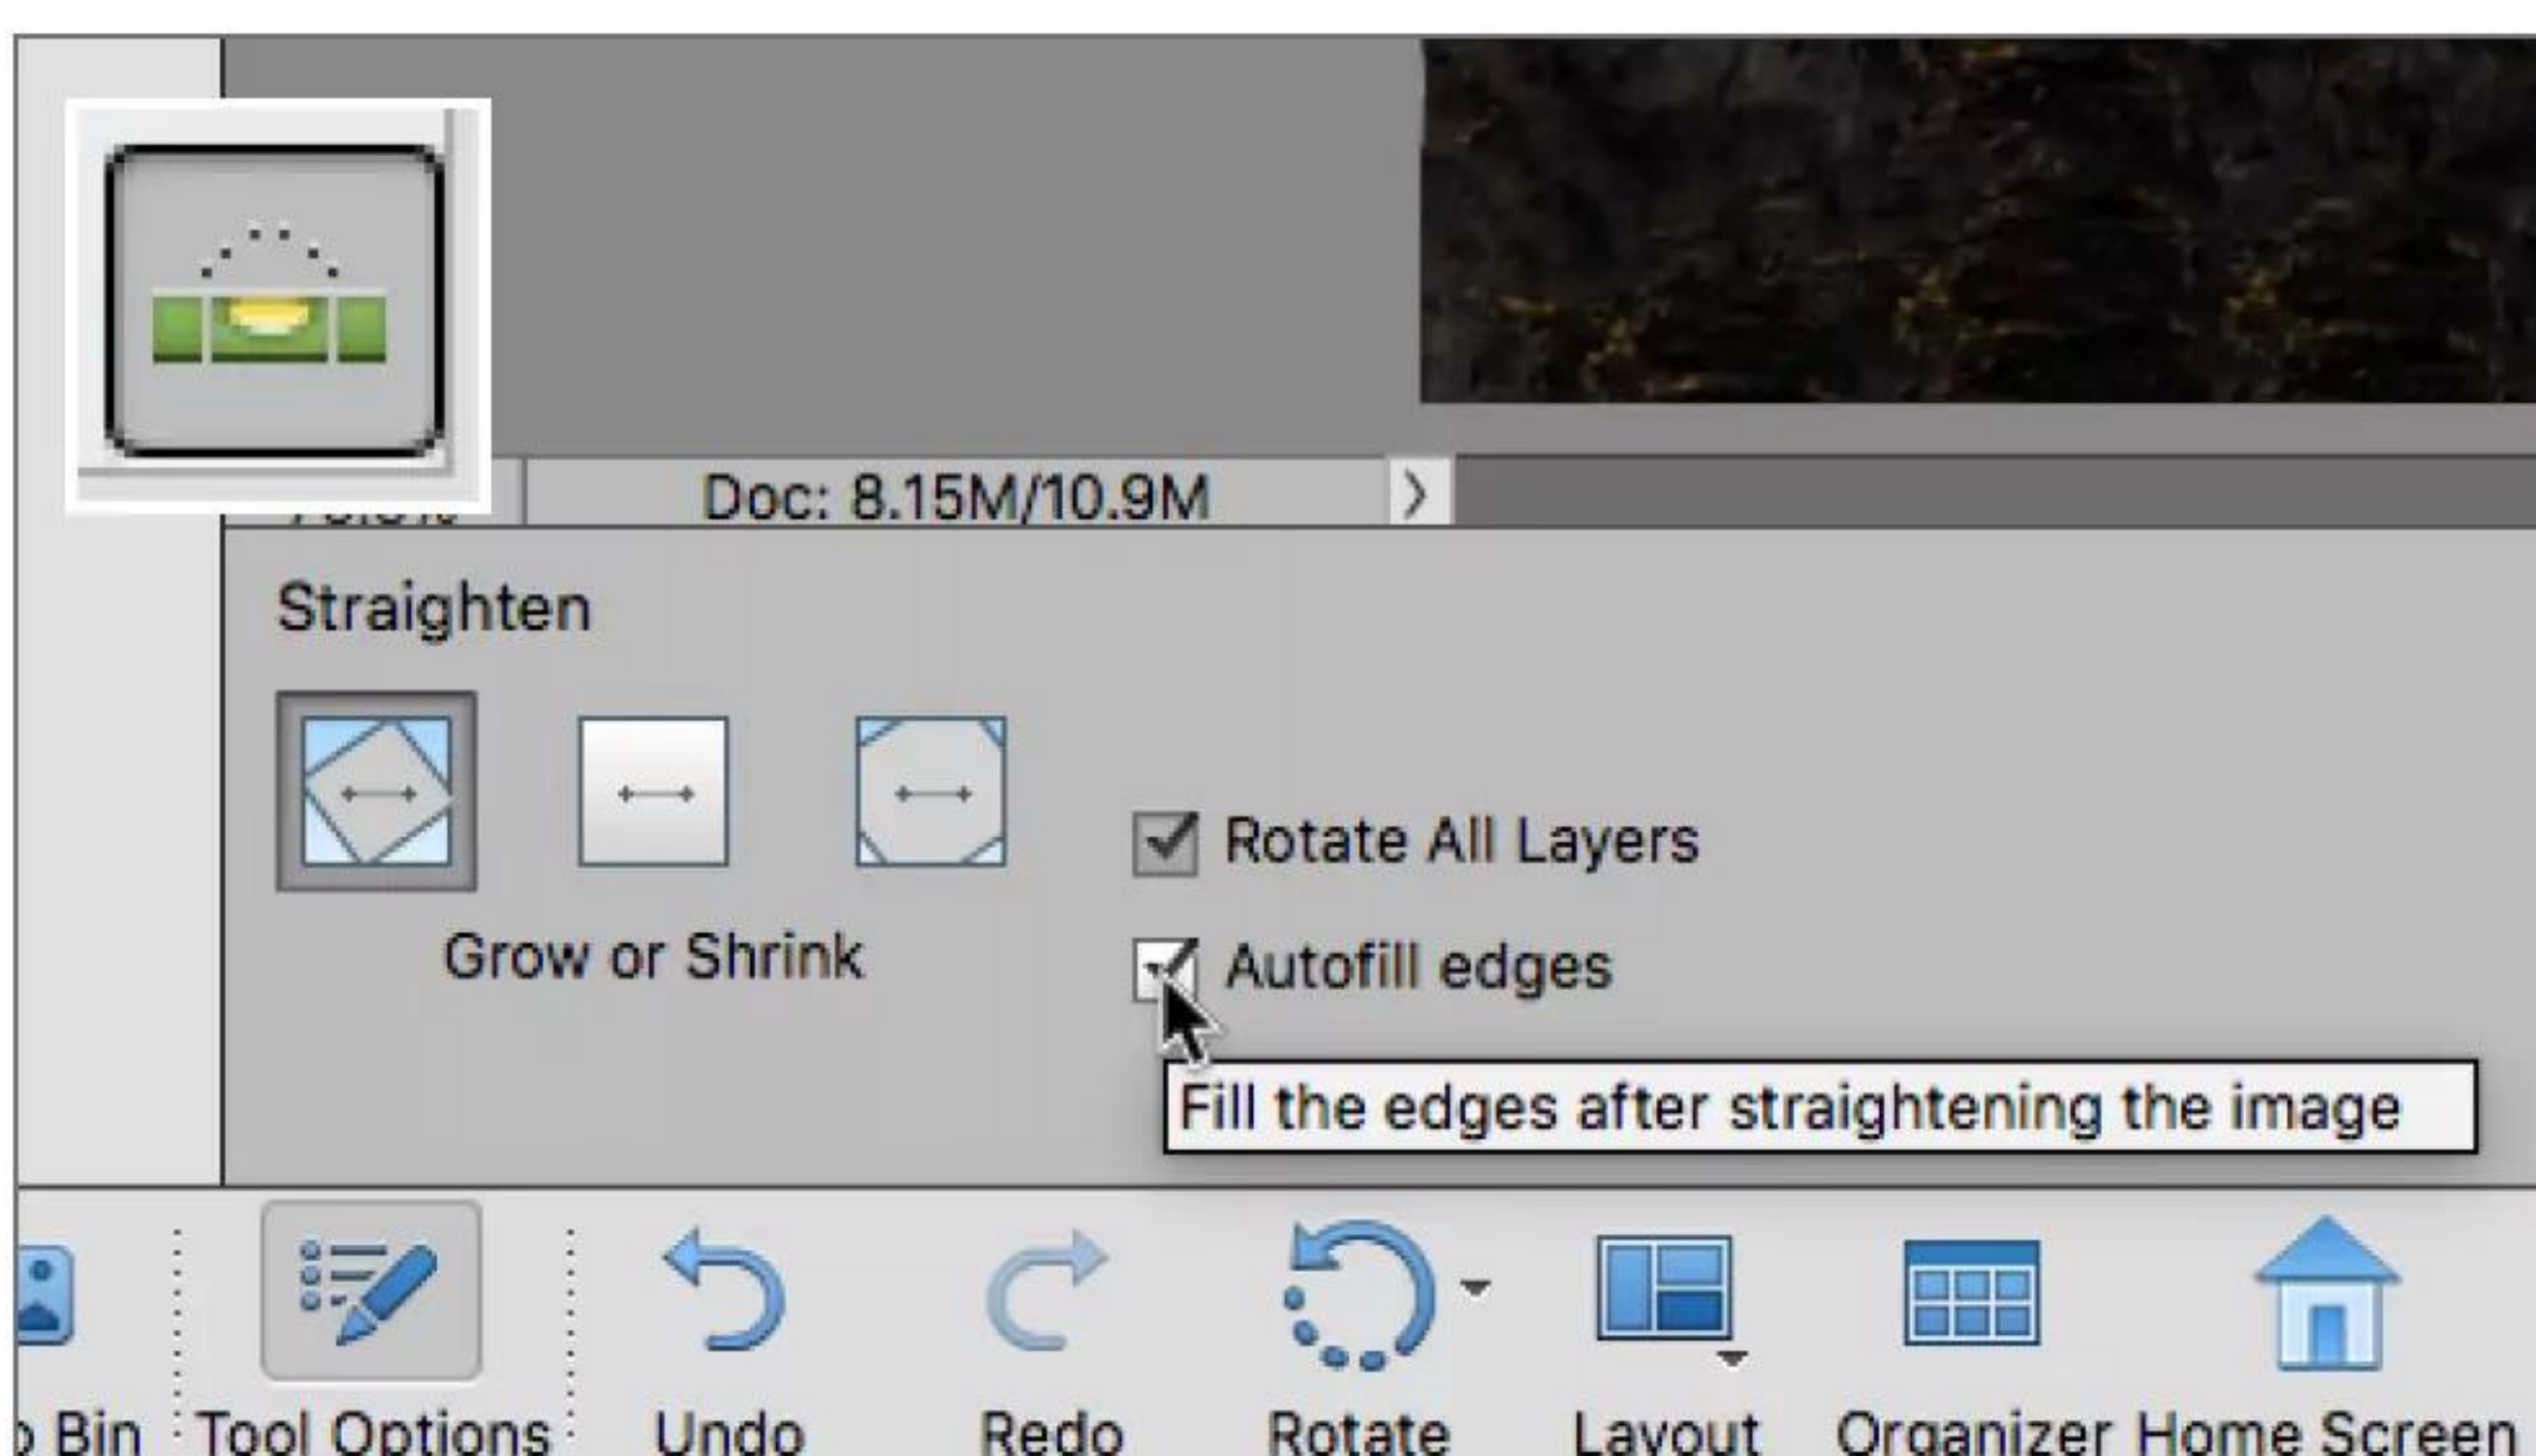 Doc: 8.15M/10.9M
Straighten
Rotate All Layers
Grow or Shrink
Autofill edges
Fill the edges after straightening the image
Bin
Tool Options
Undo
Redo
Rotate
Layout
Organizer
Home Screen